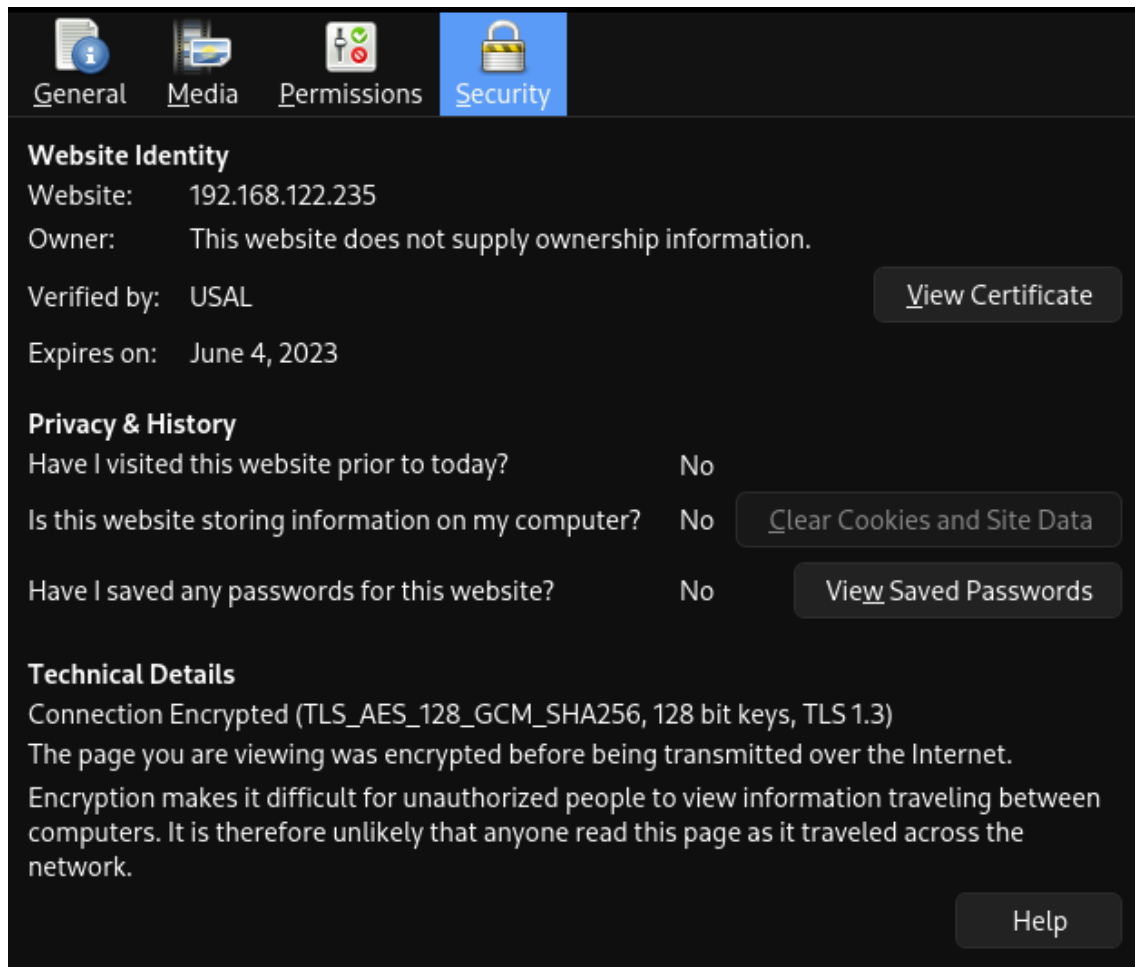 General Media Permissions Security
Website Identity
Website: 192.168.122.235
Owner: This website does not supply ownership information.
Verified by: USAL View Certificate
Expires on: June 4, 2023
Privacy & History
Have I visited this website prior to today? No
Is this website storing information on my computer? No Clear Cookies and Site Data
Have I saved any passwords for this website? No View Saved Passwords
Technical Details
Connection Encrypted (TLS_AES_128_GCM_SHA256, 128 bit keys, TLS 1.3)
The page you are viewing was encrypted before being transmitted over the Internet.
Encryption makes it difficult for unauthorized people to view information traveling between
computers. It is therefore unlikely that anyone read this page as it traveled across the
network.
Help